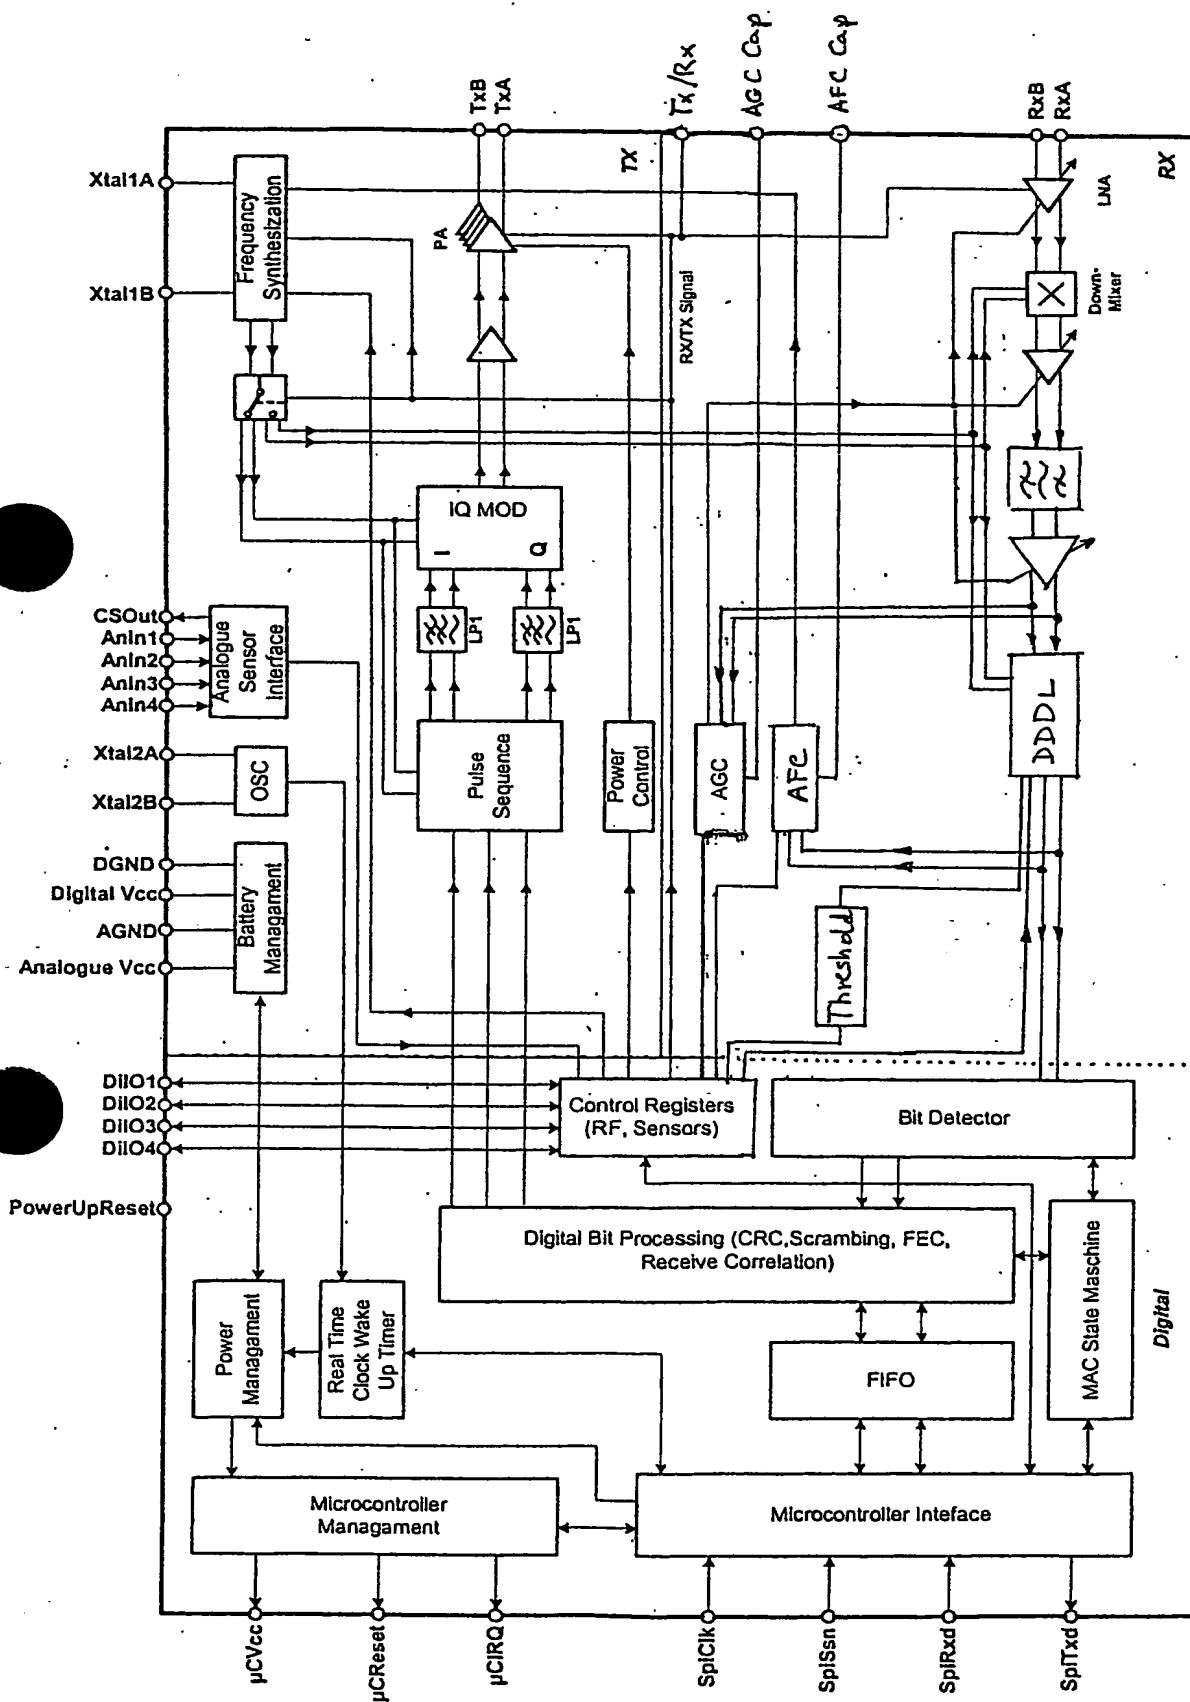 TxB
TxA
Tx/Rx
AGC Cap
AFC Cap
RxB
RxA
Xtal1A
Xtal1B
Frequency
Synthesization
PA
TX
RX
LNA
RX/TX Signal
Down-
Mixer
IQ MOD
I
Q
LP1
LP1
CSOut
AnIn1
AnIn2
AnIn3
AnIn4
Analogue
Sensor
Interface
Xtal2A
Xtal2B
OSC
Pulse
Sequence
Power
Control
AGC
AFC
DDDL
DGND
Digital Vcc
AGND
Analogue Vcc
Battery
Managament
Threshold
DiIO1
DiIO2
DiIO3
DiIO4
Control Registers
(RF, Sensors)
Bit Detector
PowerUpReset
Digital Bit Processing (CRC,Scrambing, FEC,
Receive Correlation)
Power
Managament
Real Time
Clock Wake
Up Timer
FIFO
MAC State Maschine
Digital
Microcontroller
Managament
Microcontroller Inteface
µCVcc
µCReset
µCIRQ
SpiClk
SpiSsn
SpiRxd
SpiTxd